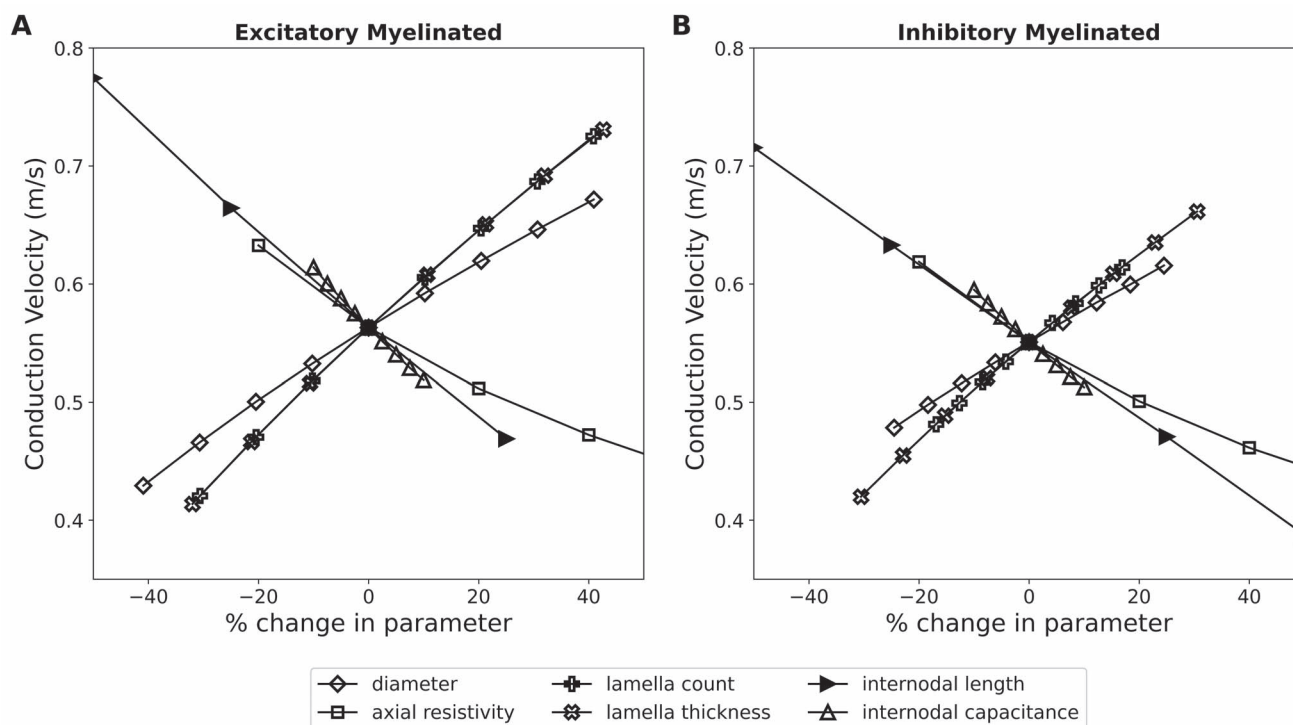 A
Excitatory Myelinated
B
Inhibitory Myelinated
Conduction Velocity (m/s)
0.8
0.7
0.6
0.5
0.4
−40 −20 0 20 40
% change in parameter
Conduction Velocity (m/s)
0.8
0.7
0.6
0.5
0.4
−40 −20 0 20 40
% change in parameter
diameter
lamella count
internodal length
axial resistivity
lamella thickness
internodal capacitance